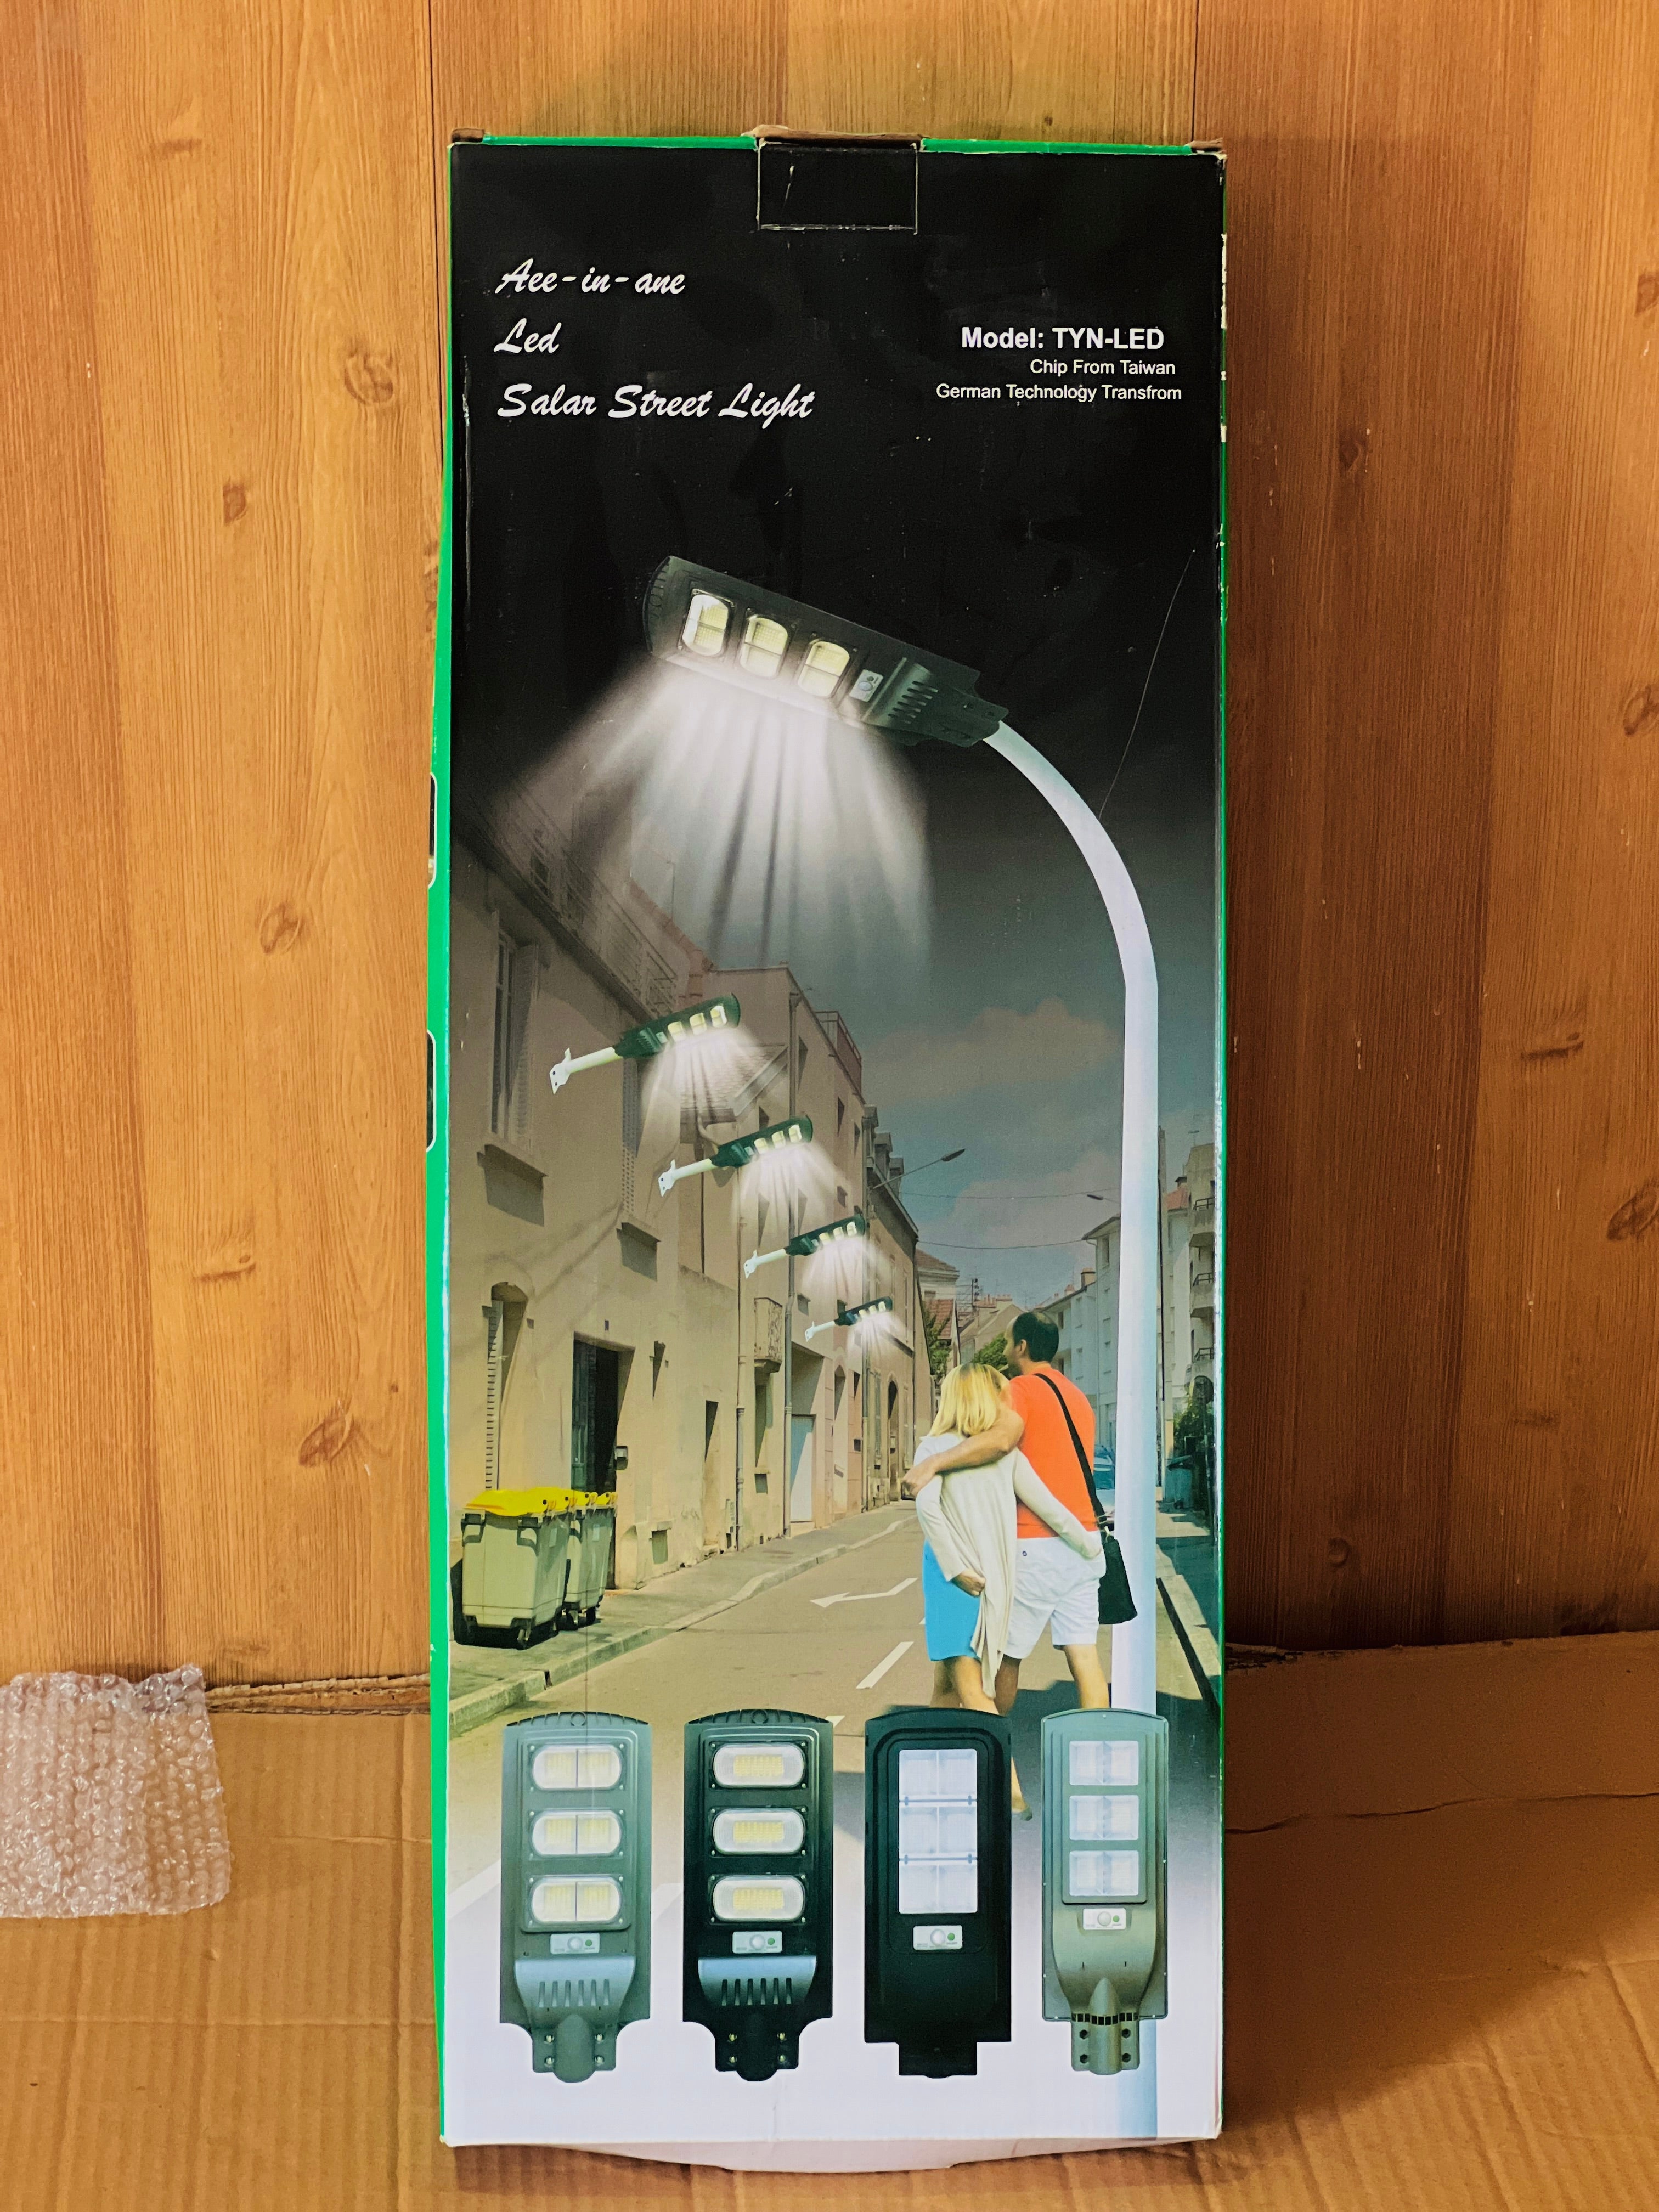 Aee-in-ane
Led
Salar Street Light
Model: TYN-LED
Chip From Taiwan
German Technology Transfrom